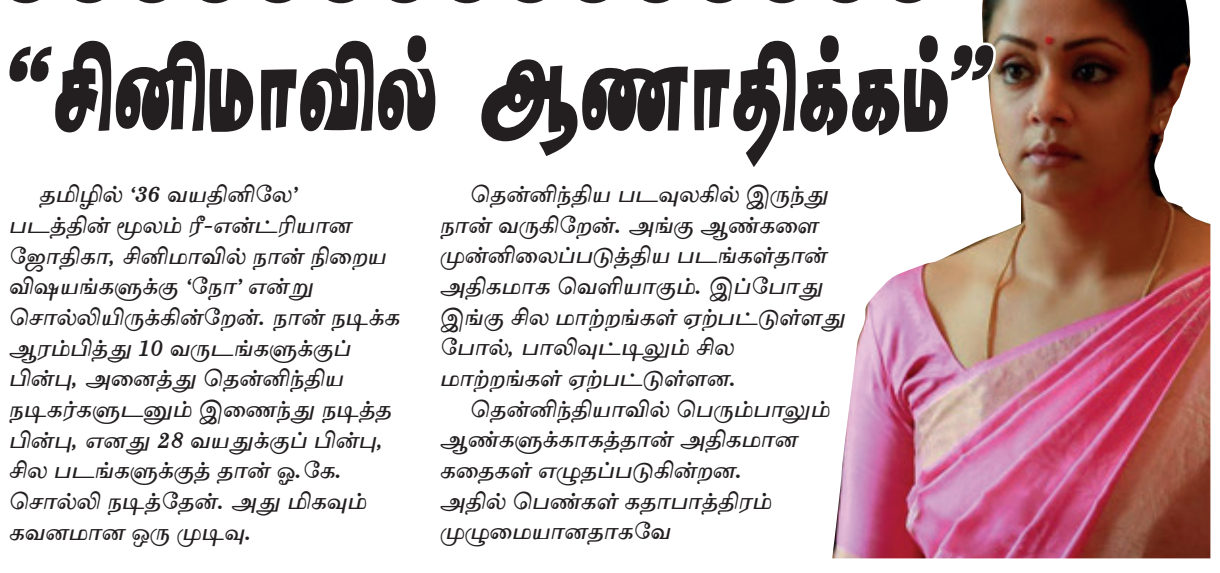 “சினிமாவில் ஆணாதிக்கம்”
தமிழில் ‘36 வயதினிலே’
படத்தின் மூலம் ரீ-என்ட்ரியான
ஜோதிகா, சினிமாவில் நான் நிறைய
விஷயங்களுக்கு ‘நோ’ என்று
சொல்லியிருக்கின்றேன். நான் நடிக்க
ஆரம்பித்து 10 வருடங்களுக்குப்
பின்பு, அனைத்து தென்னிந்திய
நடிகர்களுடனும் இணைந்து நடித்த
பின்பு, எனது 28 வயதுக்குப் பின்பு,
சில படங்களுக்குத் தான் ஓ.கே.
சொல்லி நடித்தேன். அது மிகவும்
கவனமான ஒரு முடிவு.
தென்னிந்திய படவுலகில் இருந்து
நான் வருகிறேன். அங்கு ஆண்களை
முன்னிலைப்படுத்திய படங்கள்தான்
அதிகமாக வெளியாகும். இப்போது
இங்கு சில மாற்றங்கள் ஏற்பட்டுள்ளது
போல், பாலிவுட்டிலும் சில
மாற்றங்கள் ஏற்பட்டுள்ளன.
தென்னிந்தியாவில் பெரும்பாலும்
ஆண்களுக்காகத்தான் அதிகமான
கதைகள் எழுதப்படுகின்றன.
அதில் பெண்கள் கதாபாத்திரம்
முழுமையானதாகவே